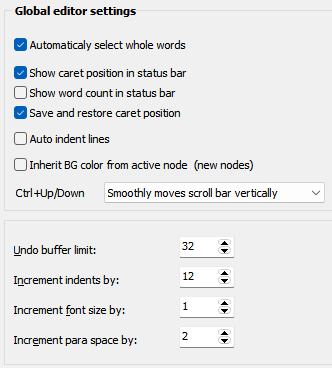 Global editor settings
Automaticaly select whole words
Show caret position in status bar
Show word count in status bar
Save and restore caret position
Auto indent lines
Inherit BG color from active node (new nodes)
Ctrl+Up/Down Smoothly moves scroll bar vertically
Undo buffer limit: 32
Increment indents by: 12
Increment font size by: 1
Increment para space by: 2